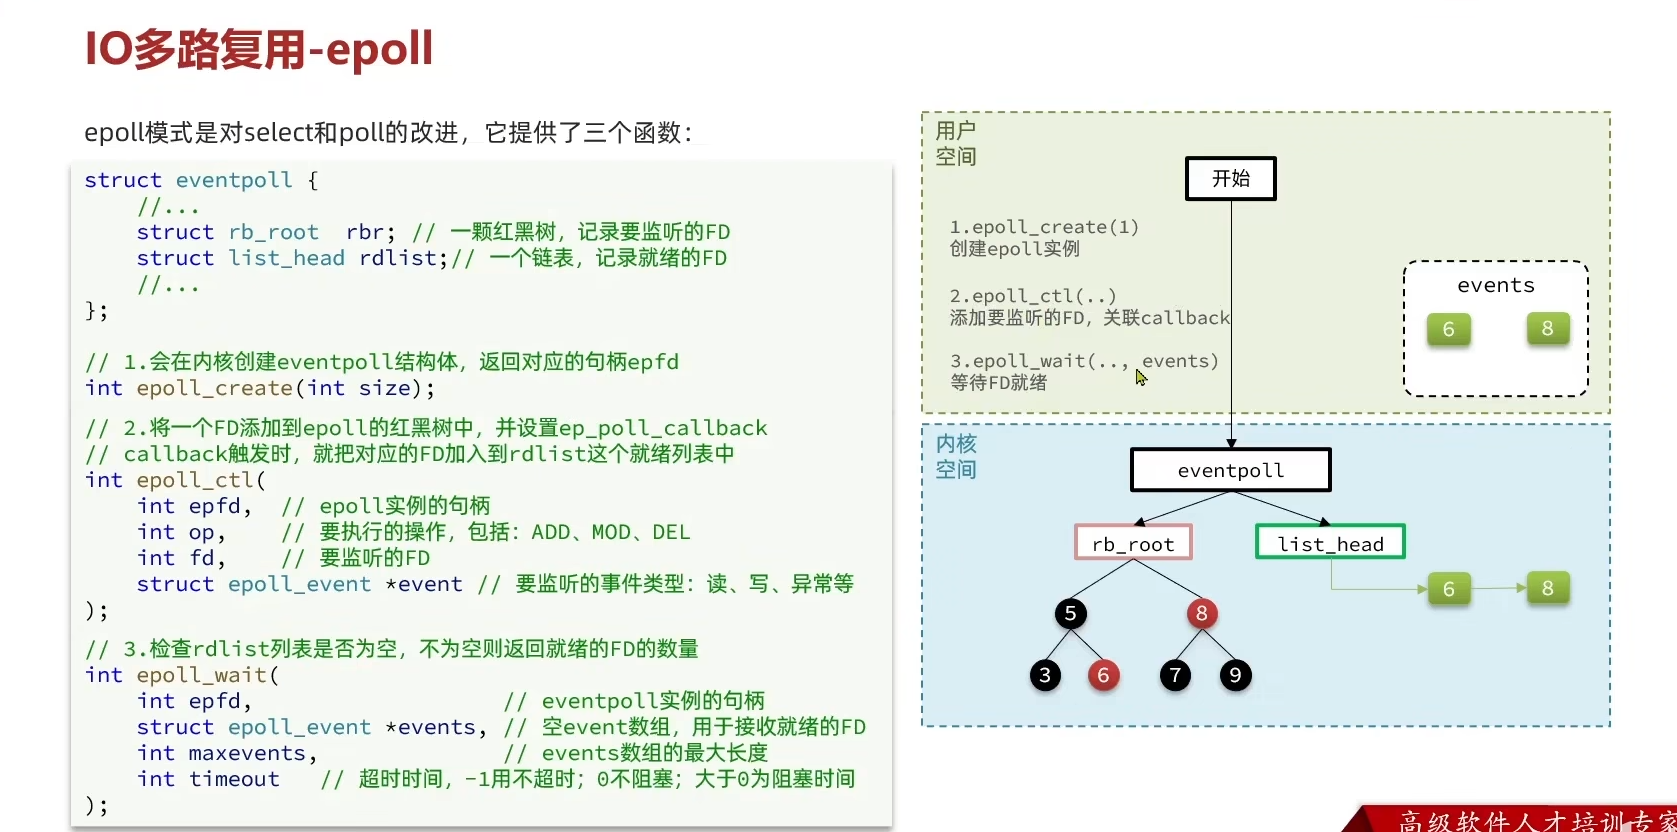 IO多路复用-epoll
epoll模式是对select和poll的改进，它提供了三个函数：
struct eventpoll {
//...
struct rb_root  rbr; // 一颗红黑树，记录要监听的FD
struct list_head rdlist;// 一个链表，记录就绪的FD
//...
};
// 1.会在内核创建eventpoll结构体，返回对应的句柄epfd
int epoll_create(int size);
// 2.将一个FD添加到epoll的红黑树中，并设置ep_poll_callback
// callback触发时，就把对应的FD加入到rdlist这个就绪列表中
int epoll_ctl(
int epfd,  // epoll实例的句柄
int op,    // 要执行的操作，包括：ADD、MOD、DEL
int fd,    // 要监听的FD
struct epoll_event *event // 要监听的事件类型：读、写、异常等
);
// 3.检查rdlist列表是否为空，不为空则返回就绪的FD的数量
int epoll_wait(
int epfd,                   // eventpoll实例的句柄
struct epoll_event *events, // 空event数组，用于接收就绪的FD
int maxevents,              // events数组的最大长度
int timeout   // 超时时间，-1用不超时；0不阻塞；大于0为阻塞时间
);
用户
空间
开始
1.epoll_create(1)
创建epoll实例
2.epoll_ctl(..)
添加要监听的FD，关联callback
3.epoll_wait(..，events)
等待FD就绪
events
6 8
内核
空间
eventpoll
rb_root
list_head
6 8
5 8
3 6 7 9
高级软件人才培训专家